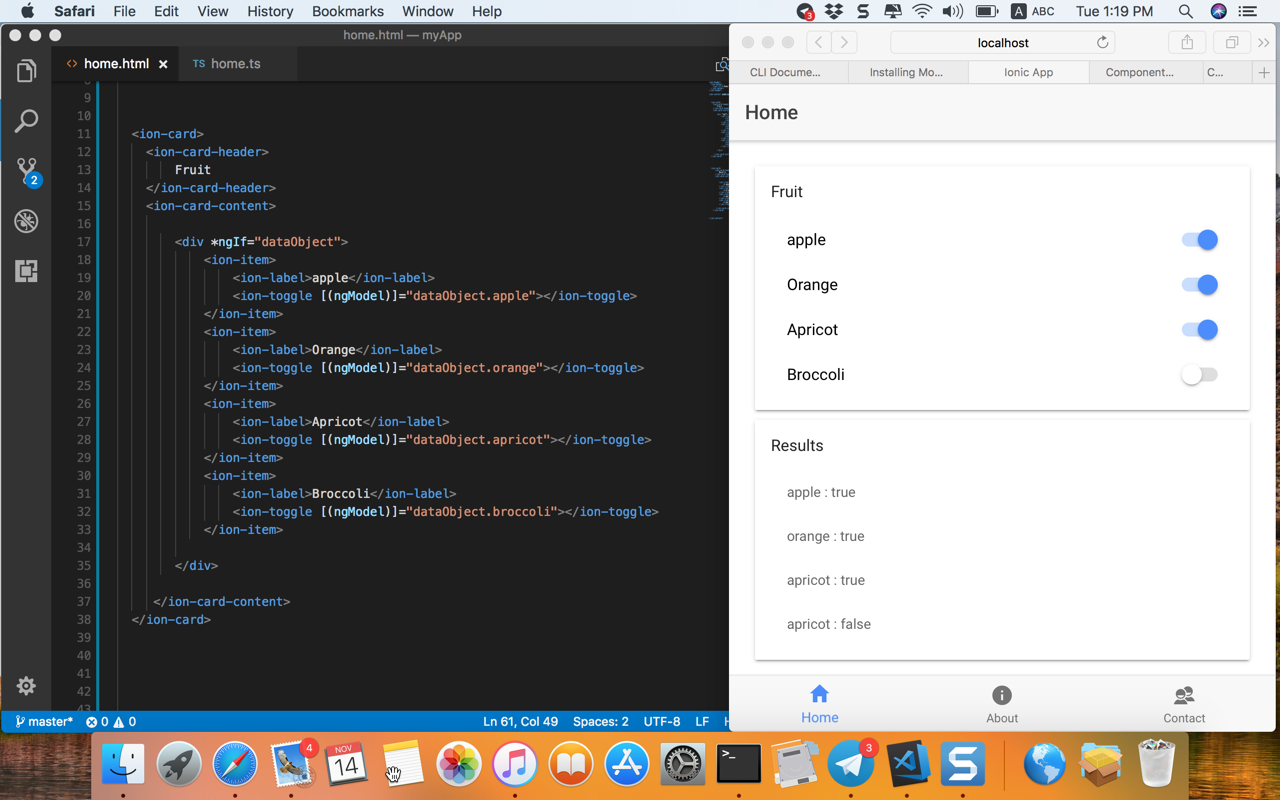 Safari File Edit View History Bookmarks Window Help 3 S A ABC Tue 1:19 PM
home.html — myApp
home.html
TS home.ts
9
10
11 <ion-card>
12 <ion-card-header>
13 Fruit
14 </ion-card-header>
15 <ion-card-content>
16
17 <div *ngIf="dataObject">
18 <ion-item>
19 <ion-label>apple</ion-label>
20 <ion-toggle [(ngModel)]="dataObject.apple"></ion-toggle>
21 </ion-item>
22 <ion-item>
23 <ion-label>Orange</ion-label>
24 <ion-toggle [(ngModel)]="dataObject.orange"></ion-toggle>
25 </ion-item>
26 <ion-item>
27 <ion-label>Apricot</ion-label>
28 <ion-toggle [(ngModel)]="dataObject.apricot"></ion-toggle>
29 </ion-item>
30 <ion-item>
31 <ion-label>Broccoli</ion-label>
32 <ion-toggle [(ngModel)]="dataObject.broccoli"></ion-toggle>
33 </ion-item>
34
35 </div>
36
37 </ion-card-content>
38 </ion-card>
39
40
41
42
43
2
master* 0 0 Ln 61, Col 49 Spaces: 2 UTF-8 LF H
localhost
CLI Docume... Installing Mo... Ionic App Component... C...
Home
Fruit
apple
Orange
Apricot
Broccoli
Results
apple : true
orange : true
apricot : true
apricot : false
Home About Contact
4
NOV
14
>_
3
S